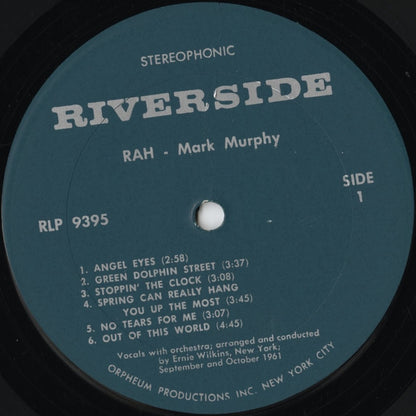 STEREOPHONIC
RIVERSIDE
RAH - Mark Murphy
SIDE
1
RLP 9395
1. ANGEL EYES (2:58)
2. GREEN DOLPHIN STREET (3:37)
3. STOPPIN' THE CLOCK (3:08)
4. SPRING CAN REALLY HANG
YOU UP THE MOST (3:45)
5. NO TEARS FOR ME (3:07)
6. OUT OF THIS WORLD (4:45)
Vocals with orchestra; arranged and conducted
by Ernie Wilkins, New York;
September and October 1961
ORPHEUM PRODUCTIONS INC. NEW YORK CITY